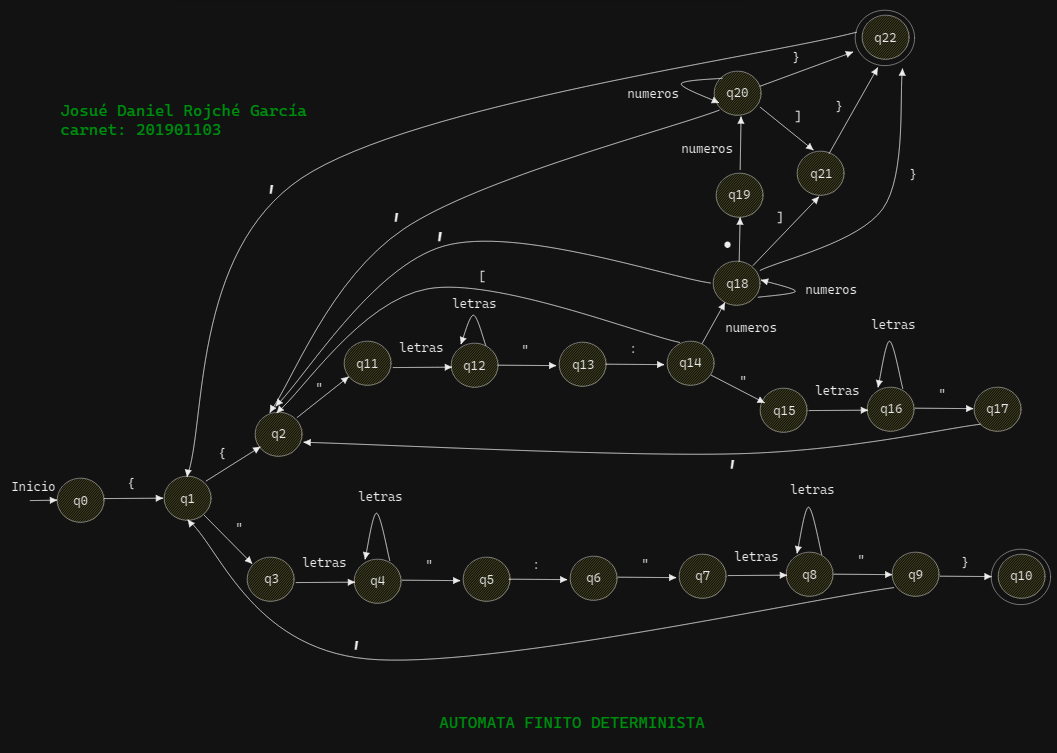 q22
}
q20
numeros
Josué Daniel Rojché García
carnet: 201901103
}
]
numeros
q21
}
,
q19
,
]
,
•
[
q18
numeros
letras
numeros
letras
letras
"
:
q11
q12
q13
q14
"
"
letras
"
q15
q16
q17
q2
{
,
Inicio
{
q0
q1
letras
letras
"
letras
"
:
"
letras
"
}
q3
q4
q5
q6
q7
q8
q9
q10
,
AUTOMATA FINITO DETERMINISTA